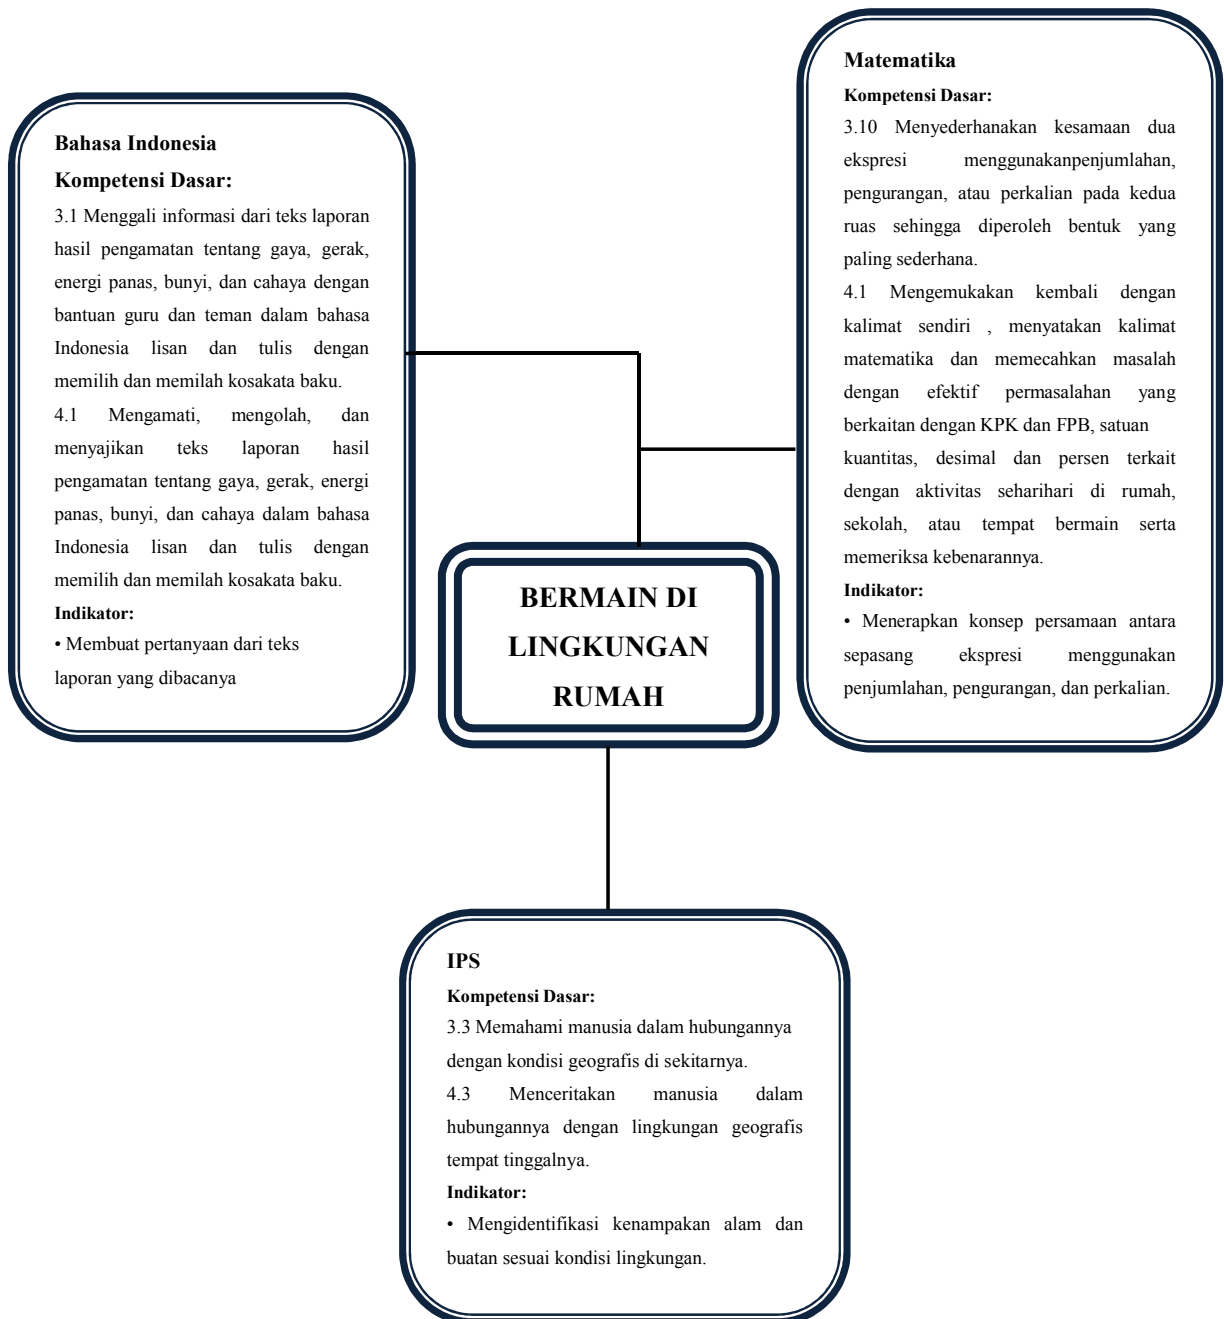 Bahasa Indonesia
Kompetensi Dasar:
3.1 Menggali informasi dari teks laporan
hasil pengamatan tentang gaya, gerak,
energi panas, bunyi, dan cahaya dengan
bantuan guru dan teman dalam bahasa
Indonesia lisan dan tulis dengan
memilih dan memilah kosakata baku.
4.1 Mengamati, mengolah, dan
menyajikan teks laporan hasil
pengamatan tentang gaya, gerak, energi
panas, bunyi, dan cahaya dalam bahasa
Indonesia lisan dan tulis dengan
memilih dan memilah kosakata baku.
Indikator:
• Membuat pertanyaan dari teks
laporan yang dibacanya
Matematika
Kompetensi Dasar:
3.10 Menyederhanakan kesamaan dua
ekspresi menggunakanpenjumlahan,
pengurangan, atau perkalian pada kedua
ruas sehingga diperoleh bentuk yang
paling sederhana.
4.1 Mengemukakan kembali dengan
kalimat sendiri , menyatakan kalimat
matematika dan memecahkan masalah
dengan efektif permasalahan yang
berkaitan dengan KPK dan FPB, satuan
kuantitas, desimal dan persen terkait
dengan aktivitas seharihari di rumah,
sekolah, atau tempat bermain serta
memeriksa kebenarannya.
Indikator:
• Menerapkan konsep persamaan antara
sepasang ekspresi menggunakan
penjumlahan, pengurangan, dan perkalian.
BERMAIN DI
LINGKUNGAN
RUMAH
IPS
Kompetensi Dasar:
3.3 Memahami manusia dalam hubungannya
dengan kondisi geografis di sekitarnya.
4.3 Menceritakan manusia dalam
hubungannya dengan lingkungan geografis
tempat tinggalnya.
Indikator:
• Mengidentifikasi kenampakan alam dan
buatan sesuai kondisi lingkungan.